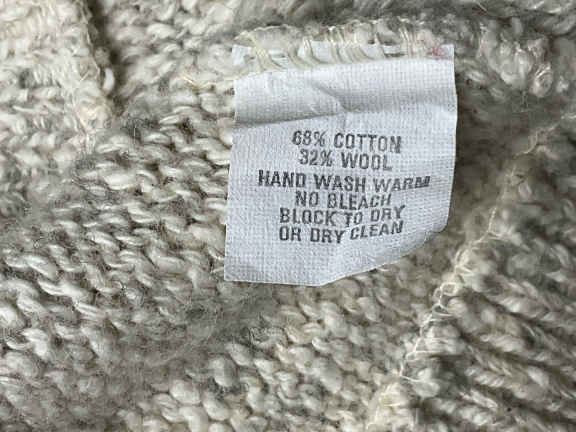 68% COTTON
32% WOOL
HAND WASH WARM
NO BLEACH
BLOCK TO DRY
OR DRY CLEAN